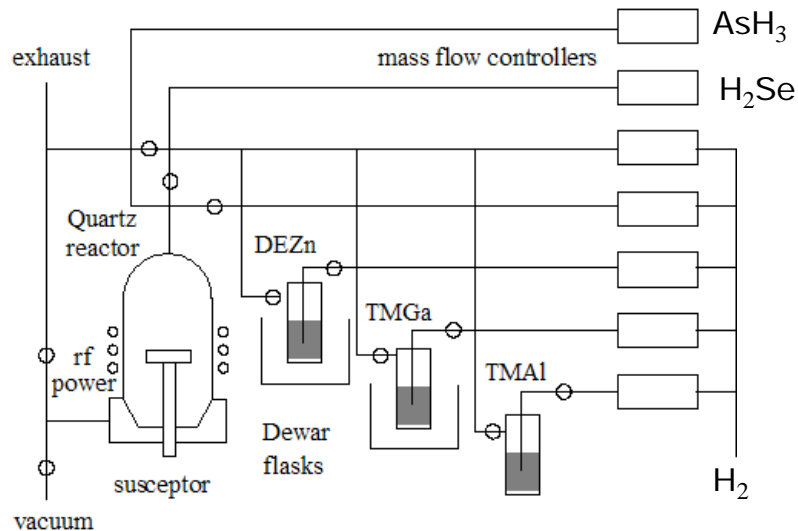 AsH₃
exhaust
mass flow controllers
H₂Se
Quartz
reactor
DEZn
TMGa
rf
power
TMAl
Dewar
flasks
susceptor
H₂
vacuum